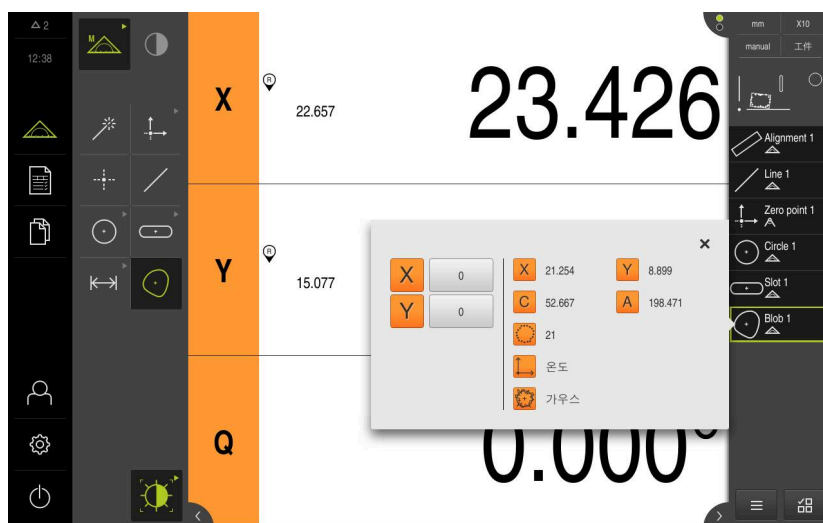 2
12:38
M
X
R
22.657
23.426
Y
R
15.077
Q
0.000°
X 0
Y 0
X 21.254 Y 8.899
C 52.667 A 198.471
21
온도
가우스
mm X10
manual 工件
Alignment 1
Line 1
Zero point 1
Circle 1
Slot 1
Blob 1